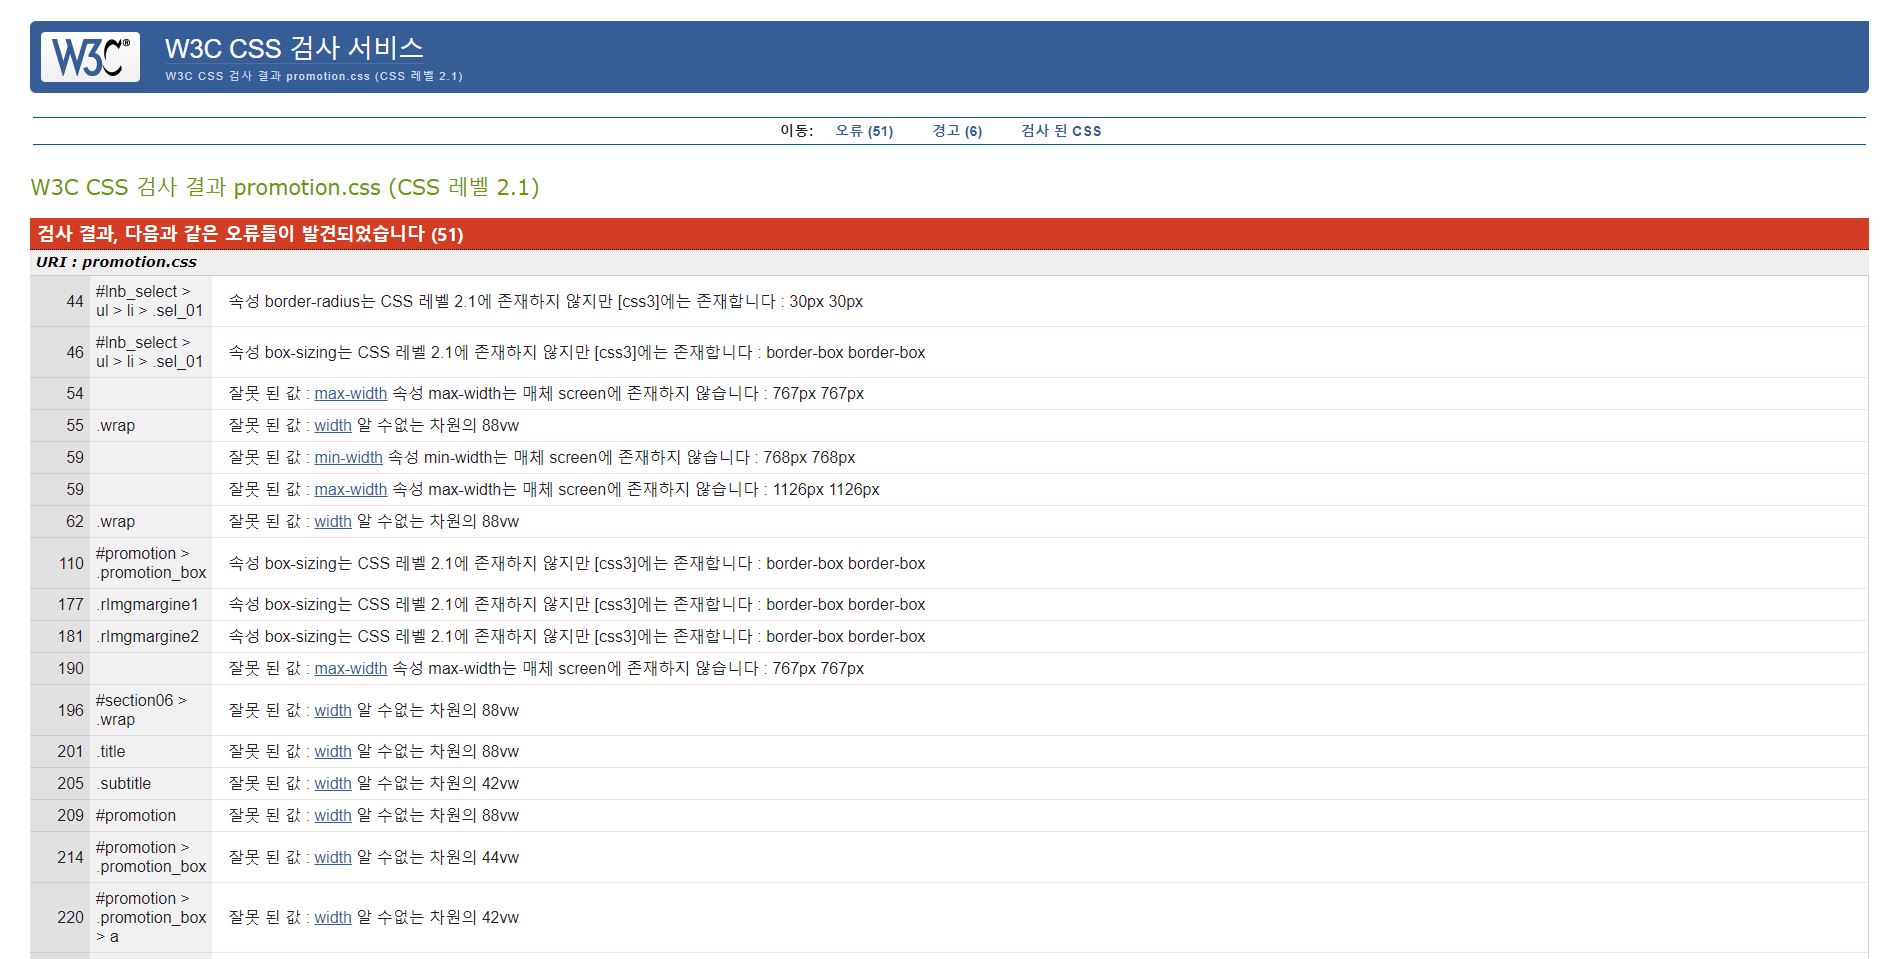 W3C®
W3C CSS 검사 서비스
W3C CSS 검사 결과 promotion.css (CSS 레벨 2.1)
이동: 오류 (51) 경고 (6) 검사 된 CSS
W3C CSS 검사 결과 promotion.css (CSS 레벨 2.1)
검사 결과, 다음과 같은 오류들이 발견되었습니다 (51)
URI : promotion.css
44 #lnb_select > ul > li > .sel_01 속성 border-radius는 CSS 레벨 2.1에 존재하지 않지만 [css3]에는 존재합니다 : 30px 30px
46 #lnb_select > ul > li > .sel_01 속성 box-sizing는 CSS 레벨 2.1에 존재하지 않지만 [css3]에는 존재합니다 : border-box border-box
54 잘못 된 값 : max-width 속성 max-width는 매체 screen에 존재하지 않습니다 : 767px 767px
55 .wrap 잘못 된 값 : width 알 수없는 차원의 88vw
59 잘못 된 값 : min-width 속성 min-width는 매체 screen에 존재하지 않습니다 : 768px 768px
59 잘못 된 값 : max-width 속성 max-width는 매체 screen에 존재하지 않습니다 : 1126px 1126px
62 .wrap 잘못 된 값 : width 알 수없는 차원의 88vw
110 #promotion > .promotion_box 속성 box-sizing는 CSS 레벨 2.1에 존재하지 않지만 [css3]에는 존재합니다 : border-box border-box
177 .rImgmargine1 속성 box-sizing는 CSS 레벨 2.1에 존재하지 않지만 [css3]에는 존재합니다 : border-box border-box
181 .rImgmargine2 속성 box-sizing는 CSS 레벨 2.1에 존재하지 않지만 [css3]에는 존재합니다 : border-box border-box
190 잘못 된 값 : max-width 속성 max-width는 매체 screen에 존재하지 않습니다 : 767px 767px
196 #section06 > .wrap 잘못 된 값 : width 알 수없는 차원의 88vw
201 .title 잘못 된 값 : width 알 수없는 차원의 88vw
205 .subtitle 잘못 된 값 : width 알 수없는 차원의 42vw
209 #promotion 잘못 된 값 : width 알 수없는 차원의 88vw
214 #promotion > .promotion_box 잘못 된 값 : width 알 수없는 차원의 44vw
220 #promotion > .promotion_box > a 잘못 된 값 : width 알 수없는 차원의 42vw